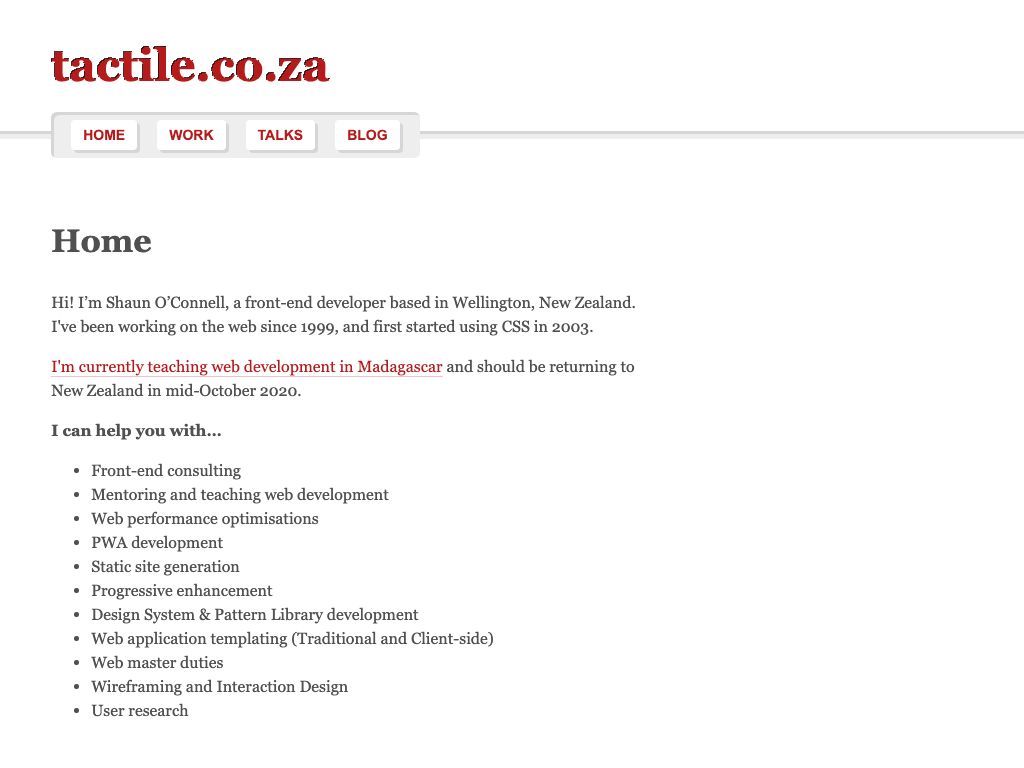 tactile.co.za
HOME WORK TALKS BLOG
Home
Hi! I’m Shaun O’Connell, a front-end developer based in Wellington, New Zealand.
I've been working on the web since 1999, and first started using CSS in 2003.
I'm currently teaching web development in Madagascar and should be returning to
New Zealand in mid-October 2020.
I can help you with...
• Front-end consulting
• Mentoring and teaching web development
• Web performance optimisations
• PWA development
• Static site generation
• Progressive enhancement
• Design System & Pattern Library development
• Web application templating (Traditional and Client-side)
• Web master duties
• Wireframing and Interaction Design
• User research